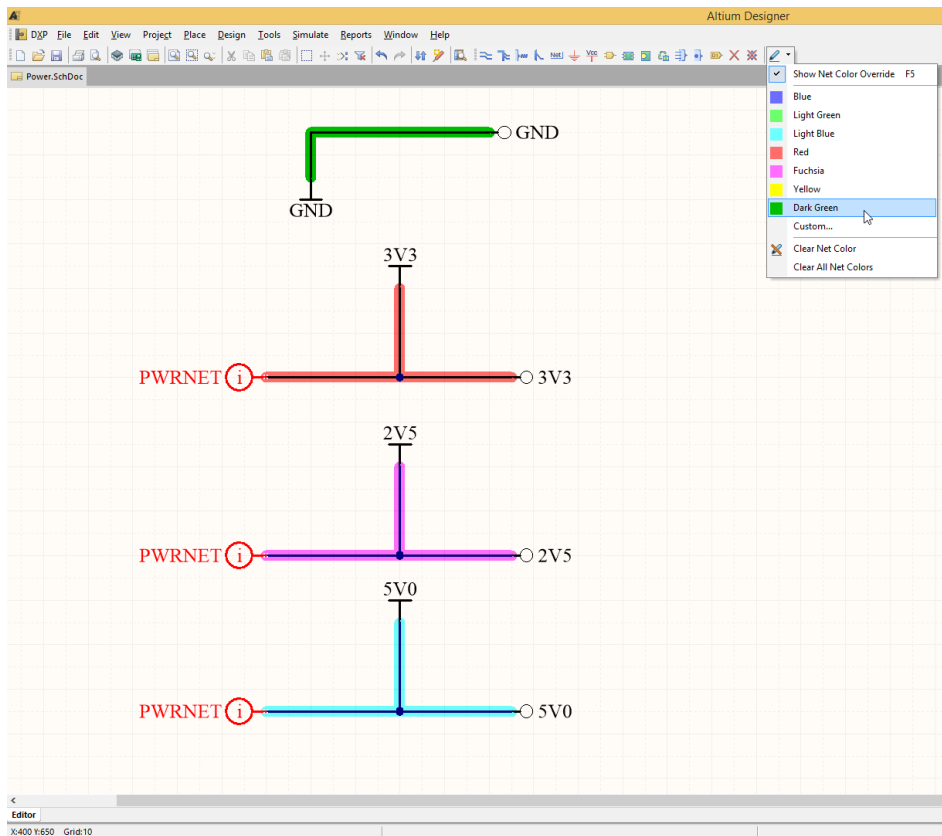 Altium Designer
DXP File Edit View Project Place Design Tools Simulate Reports Window Help
Net VCC
Power.SchDoc
Show Net Color Override F5
Blue
Light Green
Light Blue
Red
Fuchsia
Yellow
Dark Green
Custom...
Clear Net Color
Clear All Net Colors
GND
GND
3V3
PWRNET i 3V3
2V5
PWRNET i 2V5
5V0
PWRNET i 5V0
Editor
X:400 Y:650 Grid:10